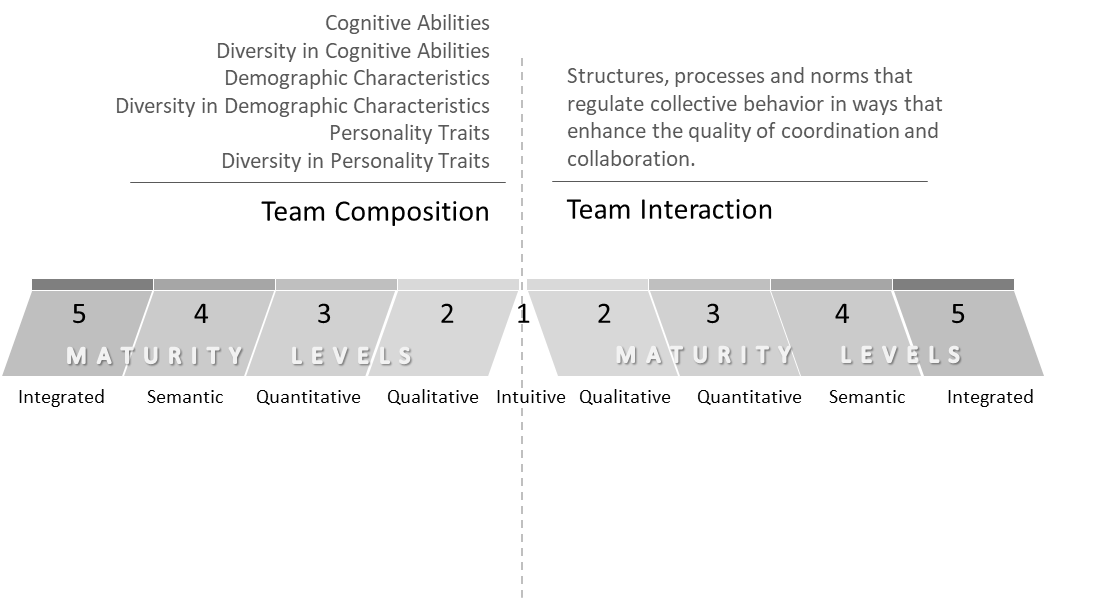 Cognitive Abilities
Diversity in Cognitive Abilities
Demographic Characteristics
Diversity in Demographic Characteristics
Personality Traits
Diversity in Personality Traits
Team Composition
Structures, processes and norms that
regulate collective behavior in ways that
enhance the quality of coordination and
collaboration.
Team Interaction
5 4 3 2 1 2 3 4 5
MATURITY LEVELS MATURITY LEVELS
Integrated Semantic Quantitative Qualitative Intuitive Qualitative Quantitative Semantic Integrated